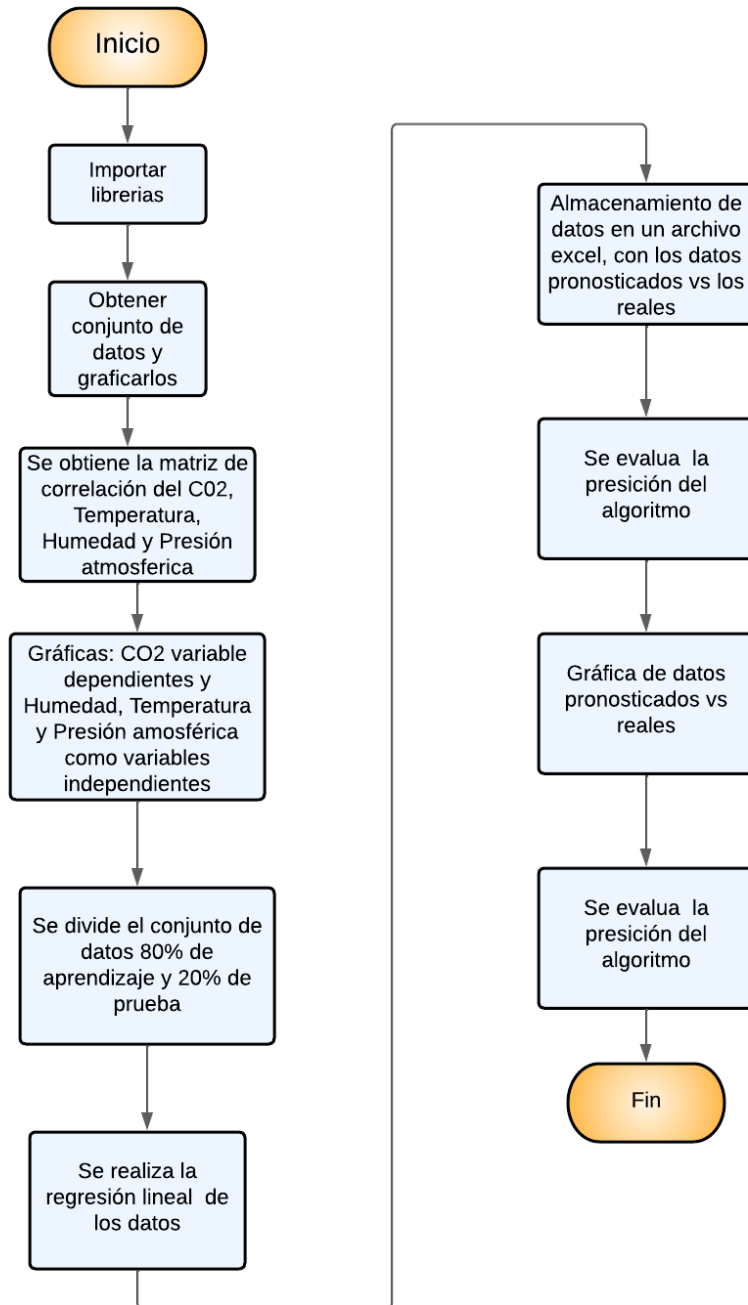 Inicio
Importar
librerias
Obtener
conjunto de
datos y
graficarlos
Se obtiene la matriz de
correlación del C02,
Temperatura,
Humedad y Presión
atmosferica
Gráficas: CO2 variable
dependientes y
Humedad, Temperatura
y Presión amosférica
como variables
independientes
Se divide el conjunto de
datos 80% de
aprendizaje y 20% de
prueba
Se realiza la
regresión lineal de
los datos
Almacenamiento de
datos en un archivo
excel, con los datos
pronosticados vs los
reales
Se evalua la
presición del
algoritmo
Gráfica de datos
pronosticados vs
reales
Se evalua la
presición del
algoritmo
Fin